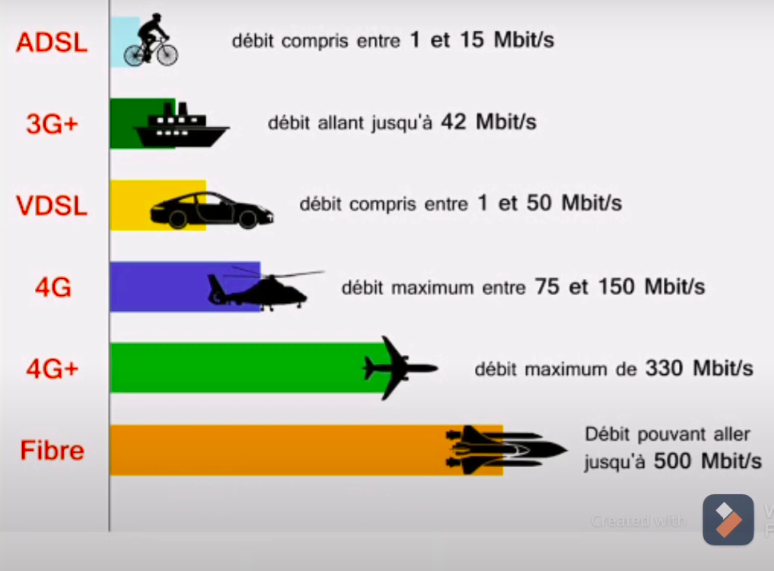 ADSL débit compris entre 1 et 15 Mbit/s
3G+ débit allant jusqu'à 42 Mbit/s
VDSL débit compris entre 1 et 50 Mbit/s
4G débit maximum entre 75 et 150 Mbit/s
4G+ débit maximum de 330 Mbit/s
Fibre Débit pouvant aller
jusqu'à 500 Mbit/s
Created with